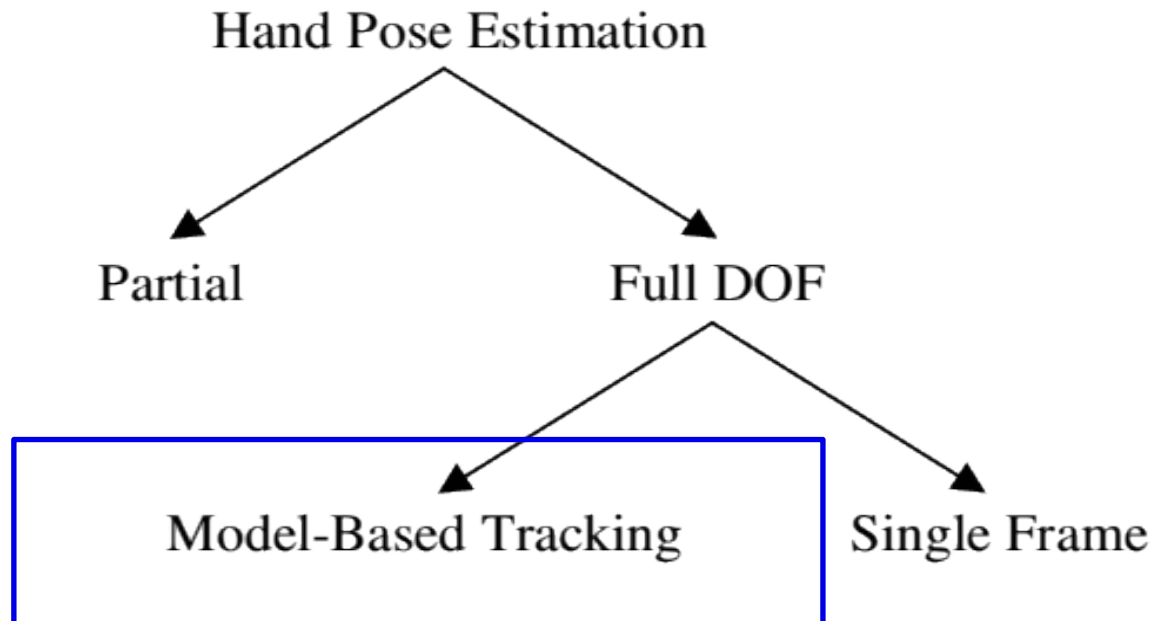 Hand Pose Estimation
Partial
Full DOF
Model-Based Tracking
Single Frame